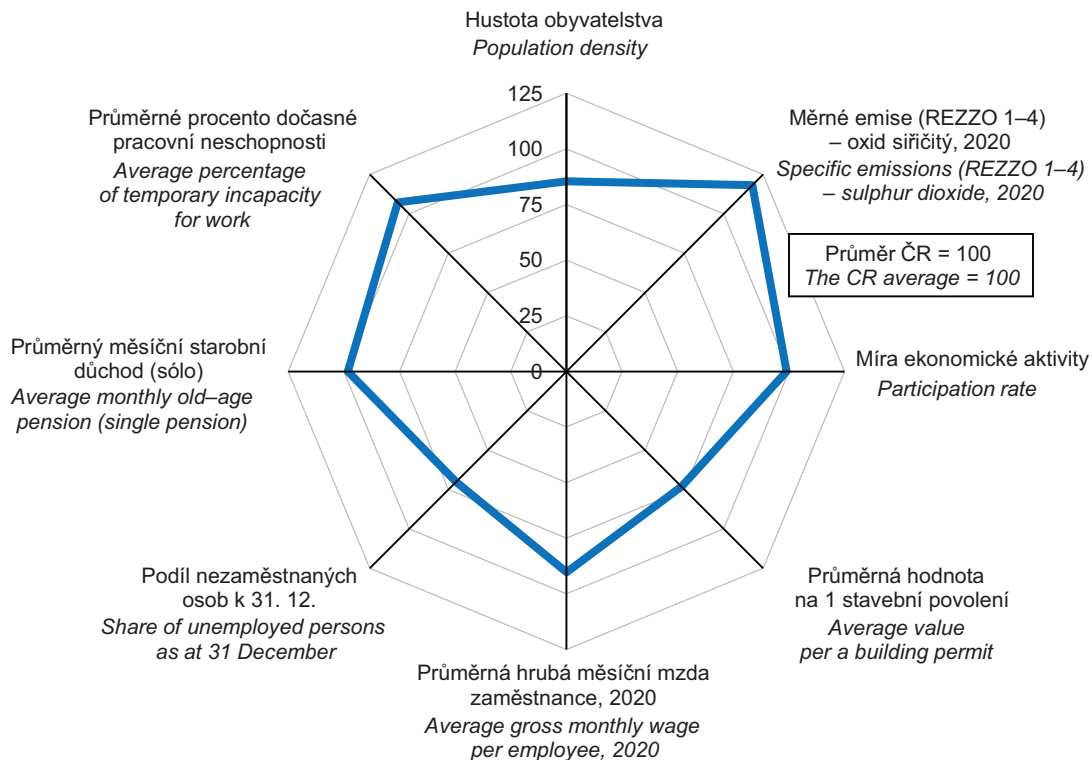 Hustota obyvatelstva
Population density
125
100
75
50
25
0
Měrné emise (REZZO 1–4)
– oxid siřičitý, 2020
Specific emissions (REZZO 1–4)
– sulphur dioxide, 2020
Průměr ČR = 100
The CR average = 100
Míra ekonomické aktivity
Participation rate
Průměrná hodnota
na 1 stavební povolení
Average value
per a building permit
Průměrná hrubá měsíční mzda
zaměstnance, 2020
Average gross monthly wage
per employee, 2020
Podíl nezaměstnaných
osob k 31. 12.
Share of unemployed persons
as at 31 December
Průměrný měsíční starobní
důchod (sólo)
Average monthly old–age
pension (single pension)
Průměrné procento dočasné
pracovní neschopnosti
Average percentage
of temporary incapacity
for work